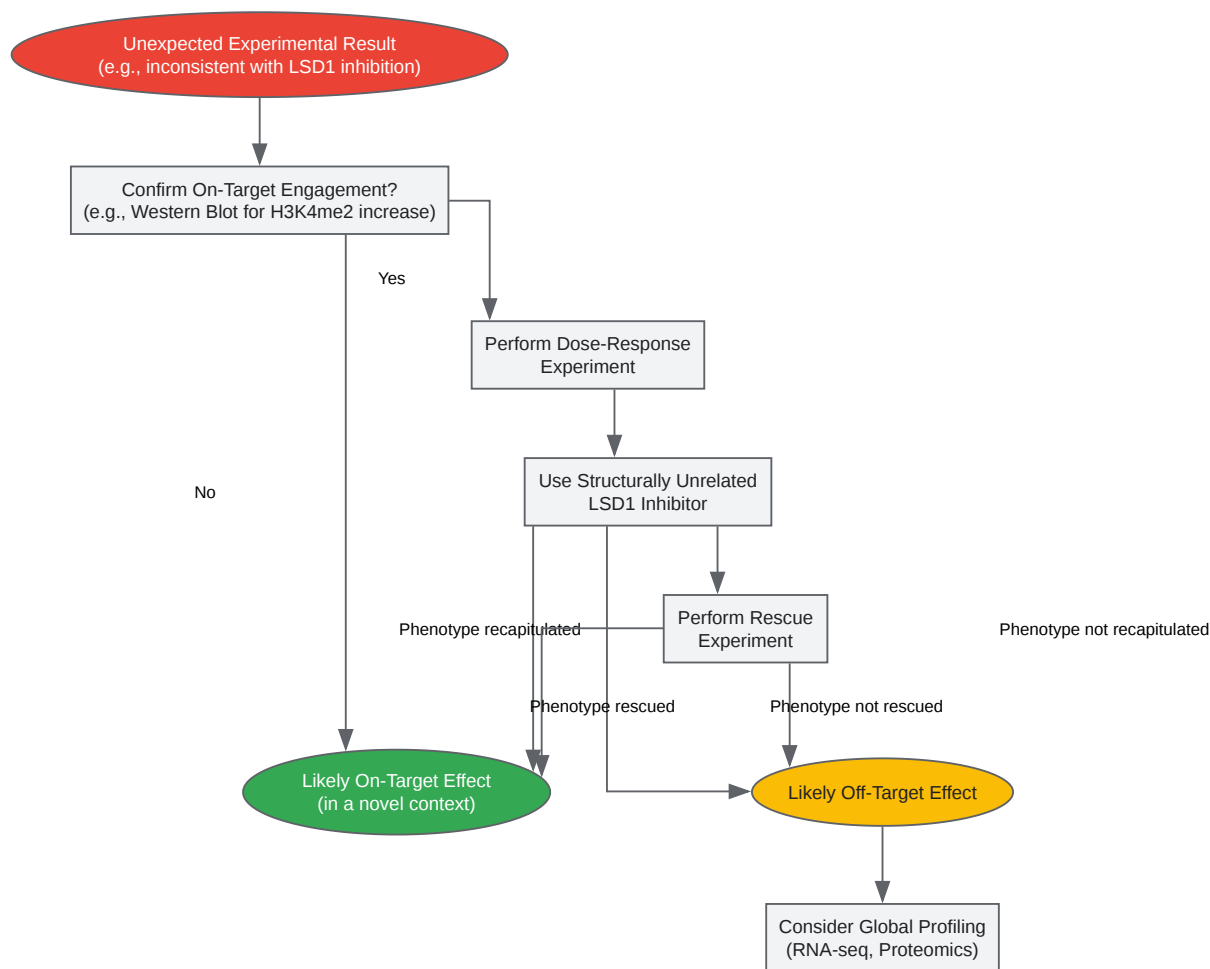 Unexpected Experimental Result
(e.g., inconsistent with LSD1 inhibition)
Confirm On-Target Engagement?
(e.g., Western Blot for H3K4me2 increase)
Yes
Perform Dose-Response
Experiment
Use Structurally Unrelated
LSD1 Inhibitor
No
Perform Rescue
Experiment
Phenotype recapitulated
Phenotype not recapitulated
Phenotype rescued
Phenotype not rescued
Likely On-Target Effect
(in a novel context)
Likely Off-Target Effect
Consider Global Profiling
(RNA-seq, Proteomics)